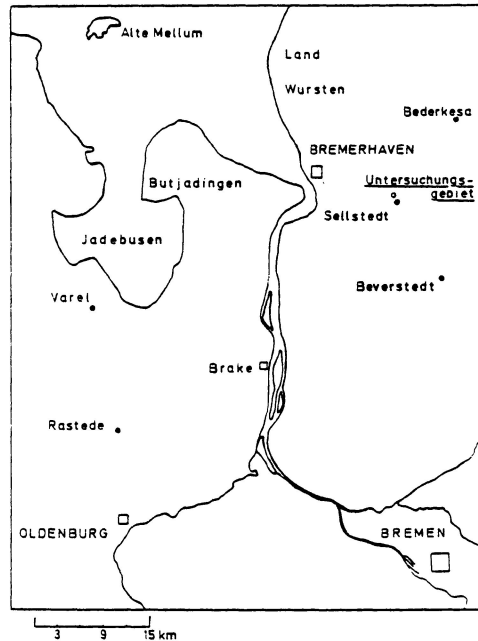 Alte Mellum
Land
Wursten
Bederkesa
BREMERHAVEN
Untersuchungs-
gebiet
Butjadingen
Sellstedt
Jadebusen
Beverstedt
Varel
Brake
Rastede
OLDENBURG
BREMEN
3 9 15 km